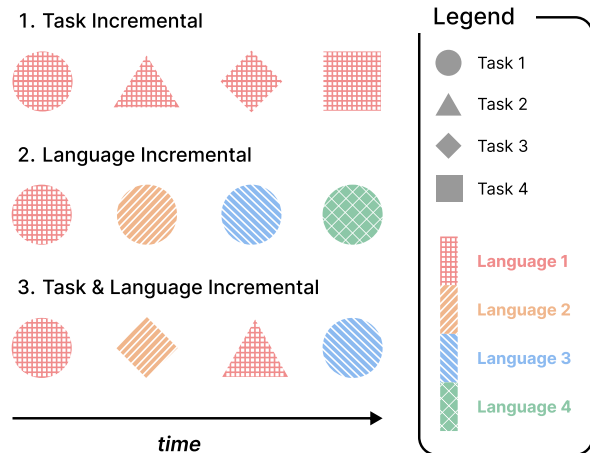 1. Task Incremental
2. Language Incremental
3. Task & Language Incremental
time
Legend
Task 1
Task 2
Task 3
Task 4
Language 1
Language 2
Language 3
Language 4